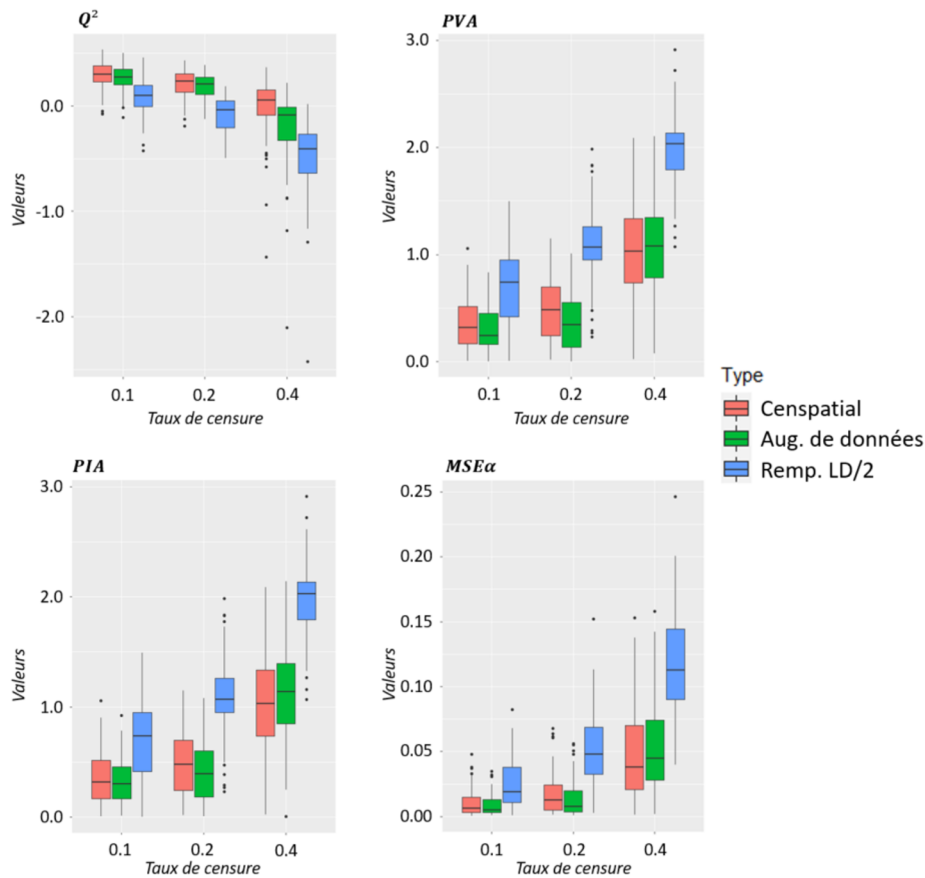 Q²
0.0
-1.0
-2.0
Valeurs
0.1
0.2
0.4
Taux de censure
PVA
3.0
2.0
1.0
0.0
Valeurs
0.1
0.2
0.4
Taux de censure
Type
Censpatial
Aug. de données
Remp. LD/2
PIA
3.0
2.0
1.0
0.0
Valeurs
0.1
0.2
0.4
Taux de censure
MSEα
0.25
0.20
0.15
0.10
0.05
0.00
Valeurs
0.1
0.2
0.4
Taux de censure